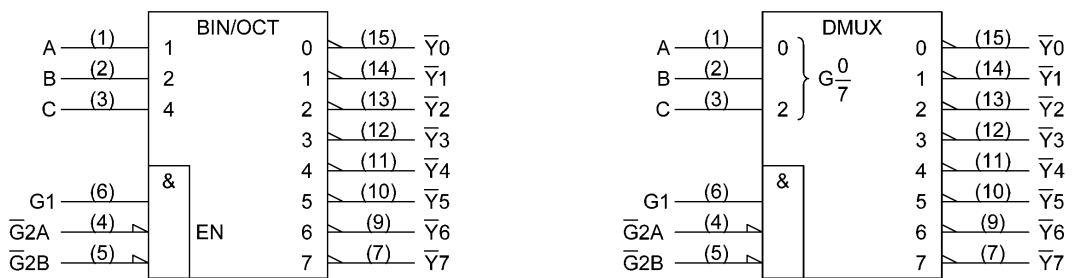 BIN/OCT
A (1) 1 0 (15) Y̅0
B (2) 2 1 (14) Y̅1
C (3) 4 2 (13) Y̅2
3 (12) Y̅3
& 4 (11) Y̅4
G1 (6) 5 (10) Y̅5
G̅2A (4) EN 6 (9) Y̅6
G̅2B (5) 7 (7) Y̅7
DMUX
A (1) 0 0 (15) Y̅0
B (2) G 0/7 1 (14) Y̅1
C (3) 2 2 (13) Y̅2
3 (12) Y̅3
& 4 (11) Y̅4
G1 (6) 5 (10) Y̅5
G̅2A (4) 6 (9) Y̅6
G̅2B (5) 7 (7) Y̅7